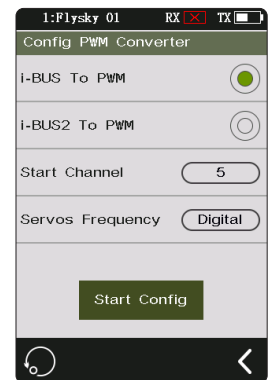 1:Flysky 01 RX TX
Config PWM Converter
i-BUS To PWM
i-BUS2 To PWM
Start Channel 5
Servos Frequency Digital
Start Config